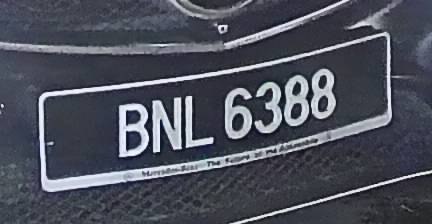 BNL 6388
Mercedes-Benz The Future of the Automobile